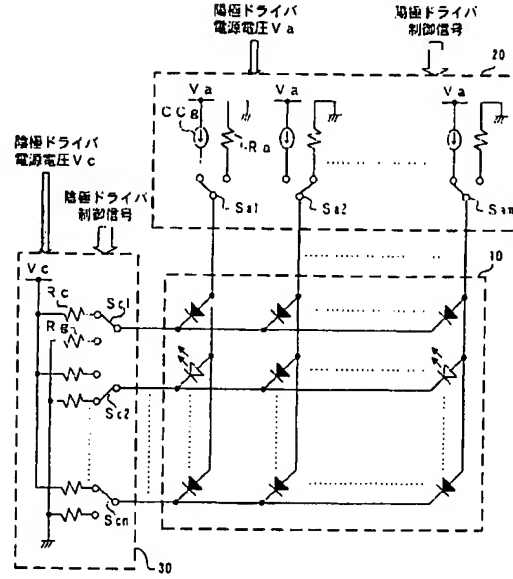 陽極ドライバ
電源電圧Va
陽極ドライバ
制御信号
20
Va
Va
Va
CCg
Ra
陰極ドライバ
電源電圧Vc
陰極ドライバ
制御信号
Sa1
Sa2
Sam
10
Vc
Rc
Sc1
Rg
Sc2
Scn
30